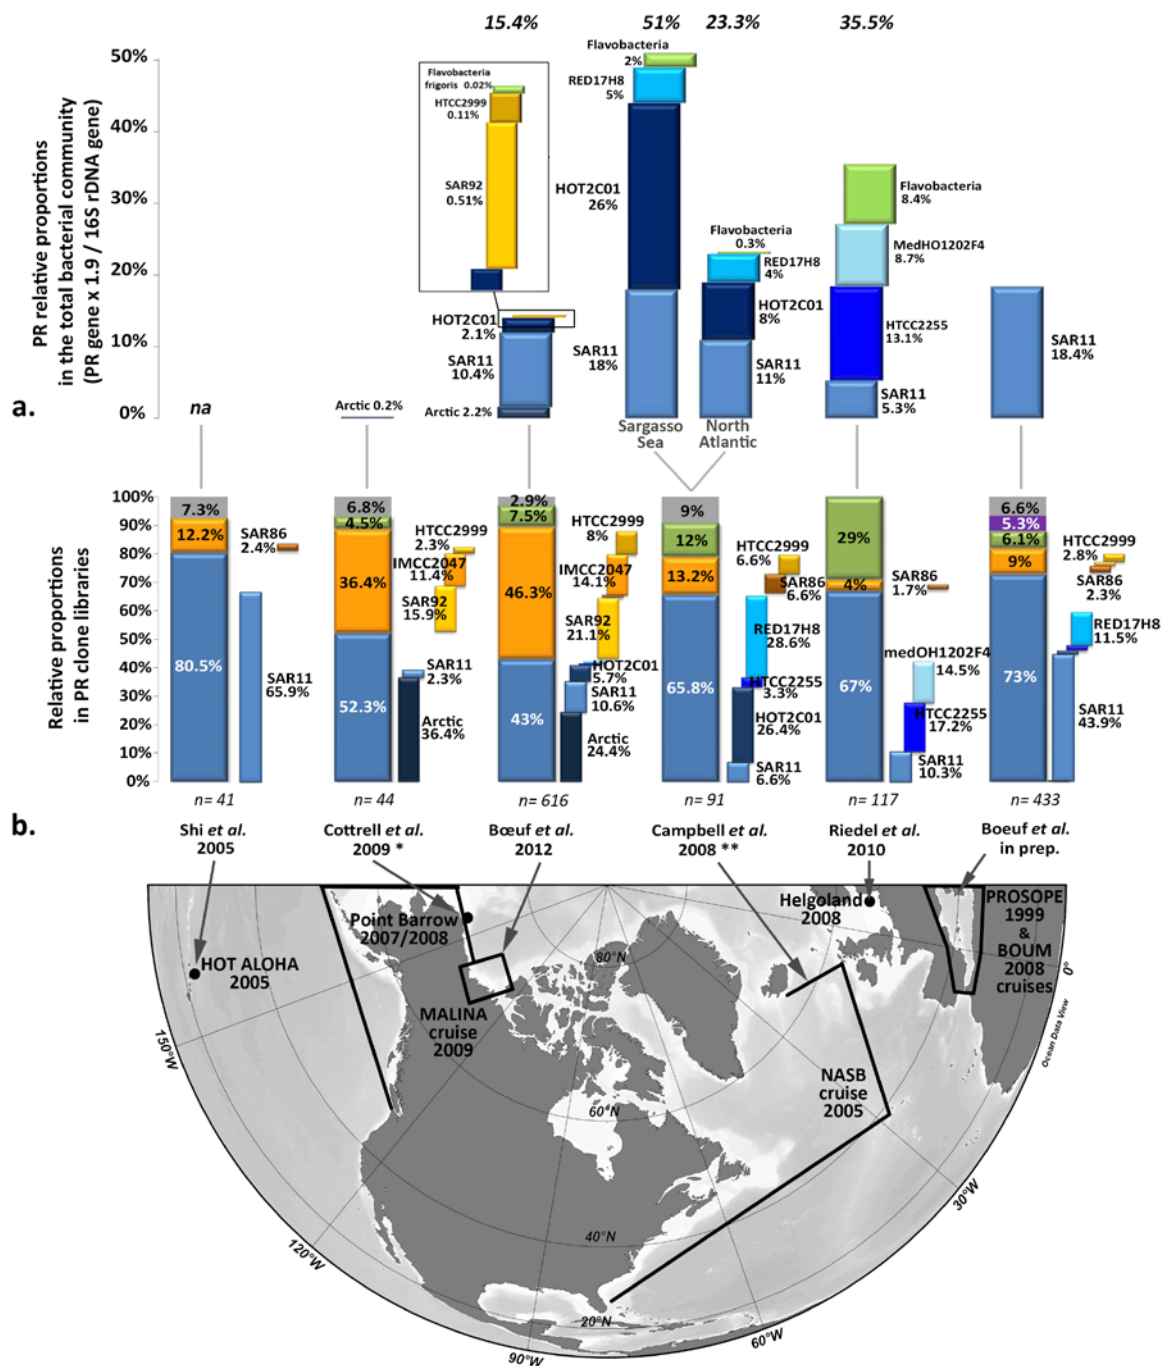 15.4%
51%
23.3%
35.5%
PR relative proportions
in the total bacterial community
(PR gene x 1.9 / 16S rDNA gene)
50%
40%
30%
20%
10%
0%
a.
na
Arctic 0.2%
Flavobacteria
frigoris 0.02%
HTCC2999
0.11%
SAR92
0.51%
HOT2C01
2.1%
SAR11
10.4%
Arctic 2.2%
Flavobacteria
2%
RED17H8
5%
HOT2C01
26%
SAR11
18%
Sargasso
Sea
Flavobacteria
0.3%
RED17H8
4%
HOT2C01
8%
SAR11
11%
North
Atlantic
Flavobacteria
8.4%
MedHO1202F4
8.7%
HTCC2255
13.1%
SAR11
5.3%
SAR11
18.4%
Relative proportions
in PR clone libraries
100%
90%
80%
70%
60%
50%
40%
30%
20%
10%
0%
7.3%
12.2%
80.5%
SAR86
2.4%
SAR11
65.9%
n= 41
6.8%
4.5%
36.4%
52.3%
HTCC2999
2.3%
IMCC2047
11.4%
SAR92
15.9%
SAR11
2.3%
Arctic
36.4%
n= 44
2.9%
7.5%
46.3%
43%
HTCC2999
8%
IMCC2047
14.1%
SAR92
21.1%
HOT2C01
5.7%
SAR11
10.6%
Arctic
24.4%
n= 616
9%
12%
13.2%
65.8%
HTCC2999
6.6%
SAR86
6.6%
RED17H8
28.6%
HTCC2255
3.3%
HOT2C01
26.4%
SAR11
6.6%
n= 91
29%
4%
67%
SAR86
1.7%
medOH1202F4
14.5%
HTCC2255
17.2%
SAR11
10.3%
n= 117
6.6%
5.3%
6.1%
9%
73%
HTCC2999
2.8%
SAR86
2.3%
RED17H8
11.5%
SAR11
43.9%
n= 433
b.
Shi et al.
2005
Cottrell et al.
2009 *
Bœuf et al.
2012
Campbell et al.
2008 **
Riedel et al.
2010
Boeuf et al.
in prep.
HOT ALOHA
2005
Point Barrow
2007/2008
MALINA
cruise
2009
Helgoland
2008
PROSOPE
1999
&
BOUM
2008
cruises
NASB
cruise
2005
80°N
60°N
40°N
20°N
150°W
120°W
90°W
60°W
30°W
0°
Ocean Data View